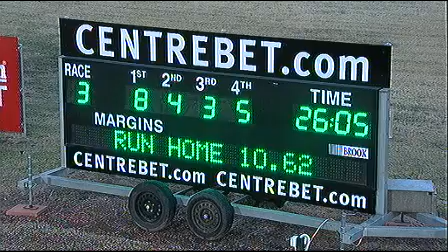 CENTREBET.com
RACE 1ST 2ND 3RD 4TH TIME
3 8 4 3 5 26:05
MARGINS
RUN HOME 10.62
BROOK
CENTREBET.com CENTREBET.com